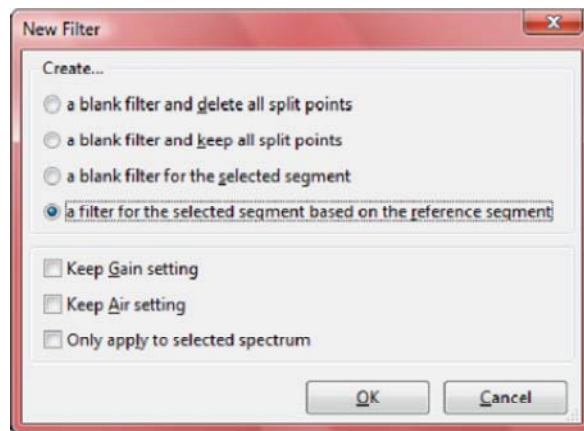 New Filter
Create...
a blank filter and delete all split points
a blank filter and keep all split points
a blank filter for the selected segment
a filter for the selected segment based on the reference segment
Keep Gain setting
Keep Air setting
Only apply to selected spectrum
OK
Cancel